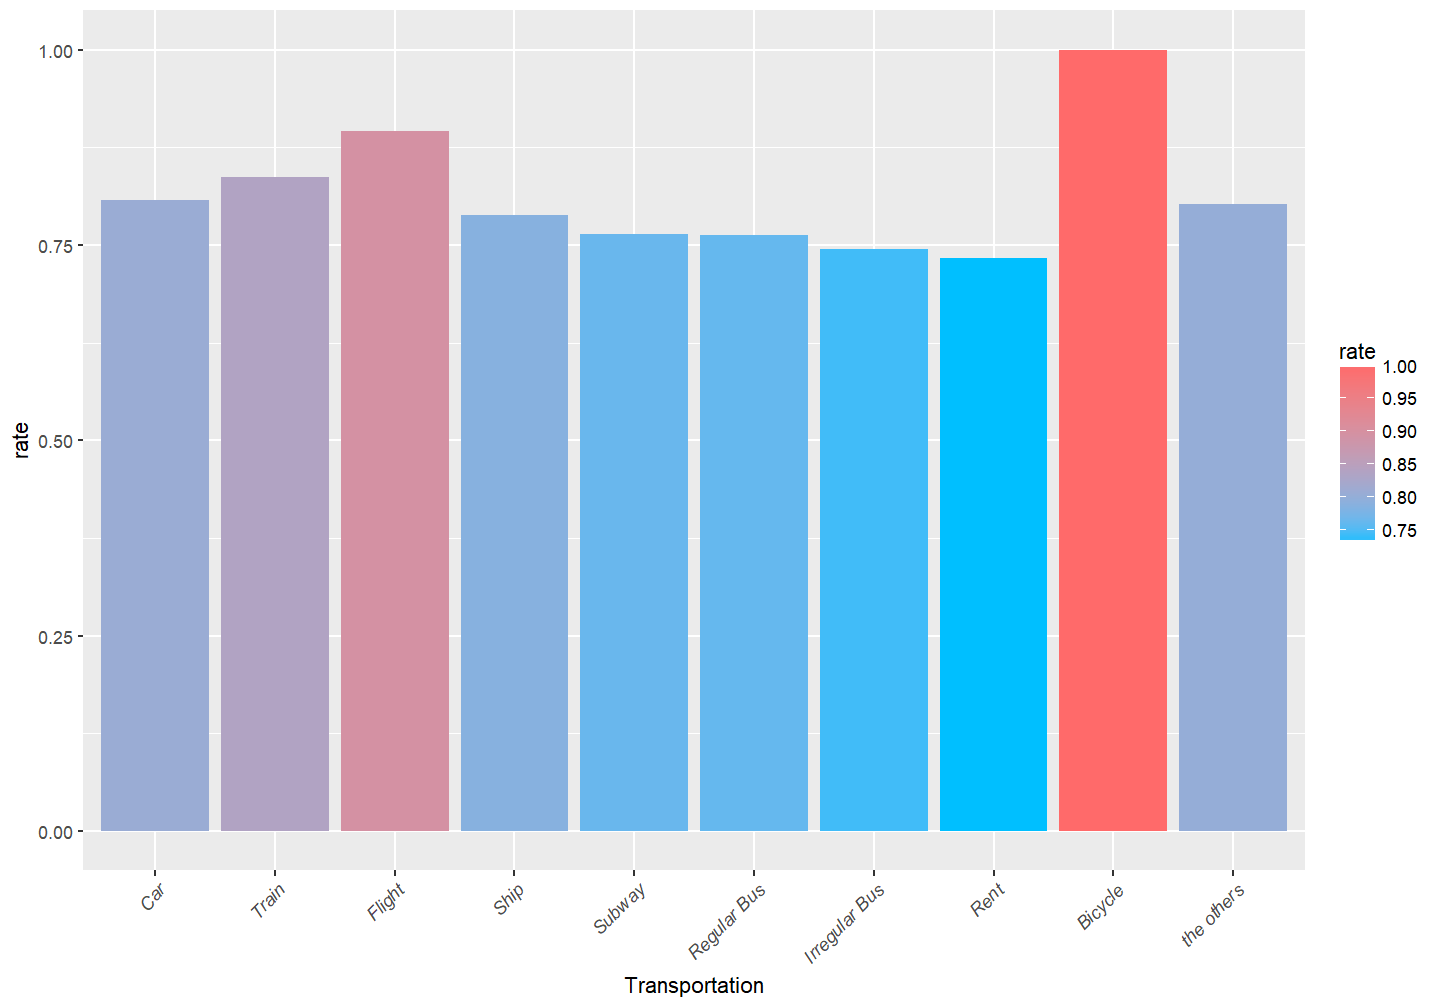 rate
1.00
0.75
0.50
0.25
0.00
Car
Train
Flight
Ship
Subway
Regular Bus
Irregular Bus
Rent
Bicycle
the others
Transportation
rate
1.00
0.95
0.90
0.85
0.80
0.75